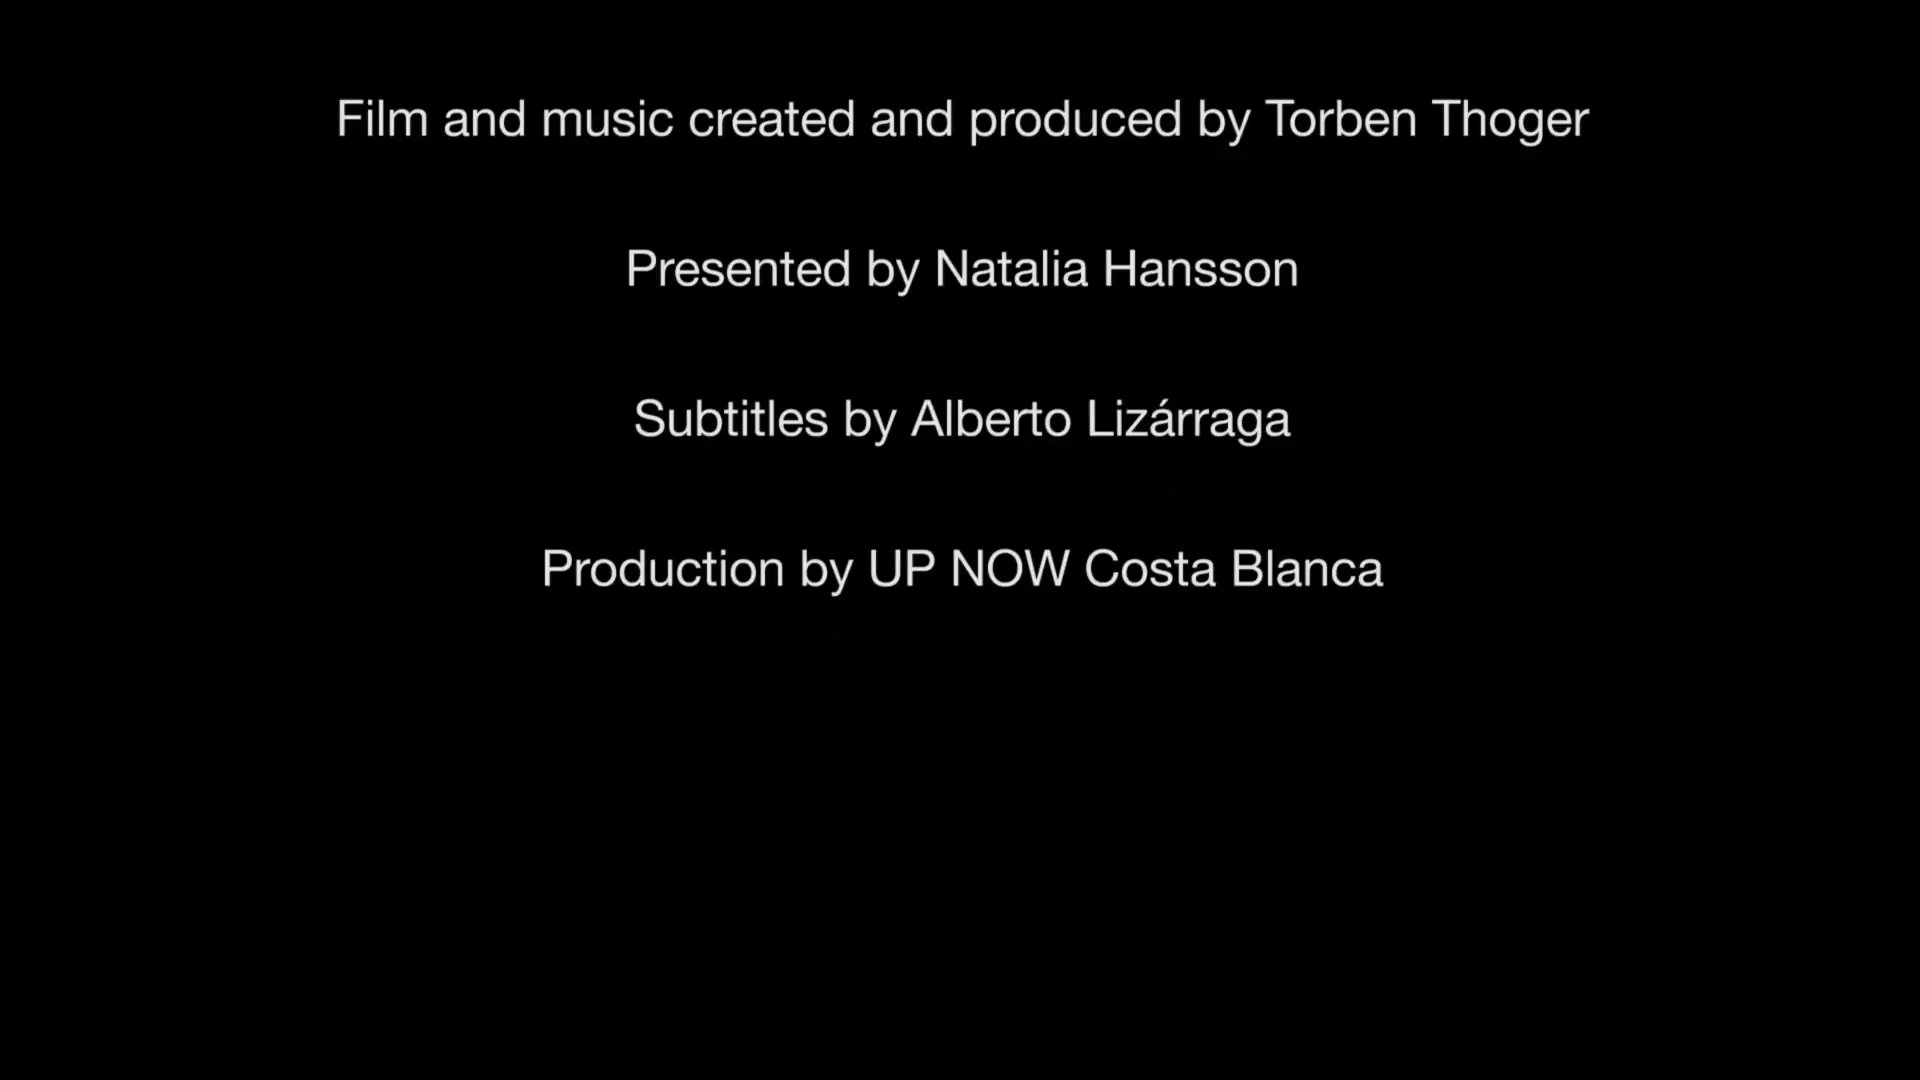 Film and music created and produced by Torben Thoger
Presented by Natalia Hansson
Subtitles by Alberto Lizárraga
Production by UP NOW Costa Blanca